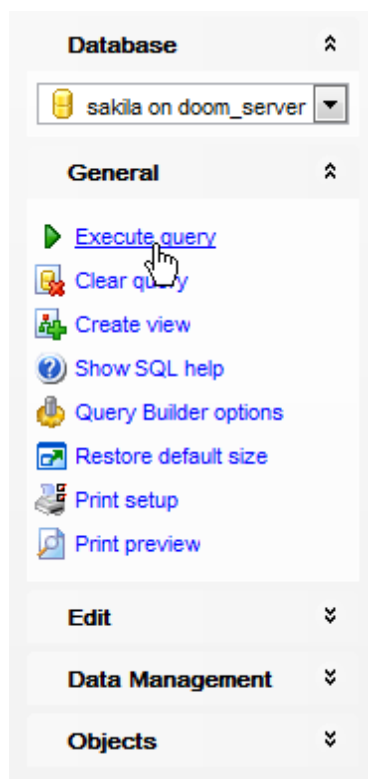 Database
sakila on doom_server
General
Execute query
Clear query
Create view
Show SQL help
Query Builder options
Restore default size
Print setup
Print preview
Edit
Data Management
Objects